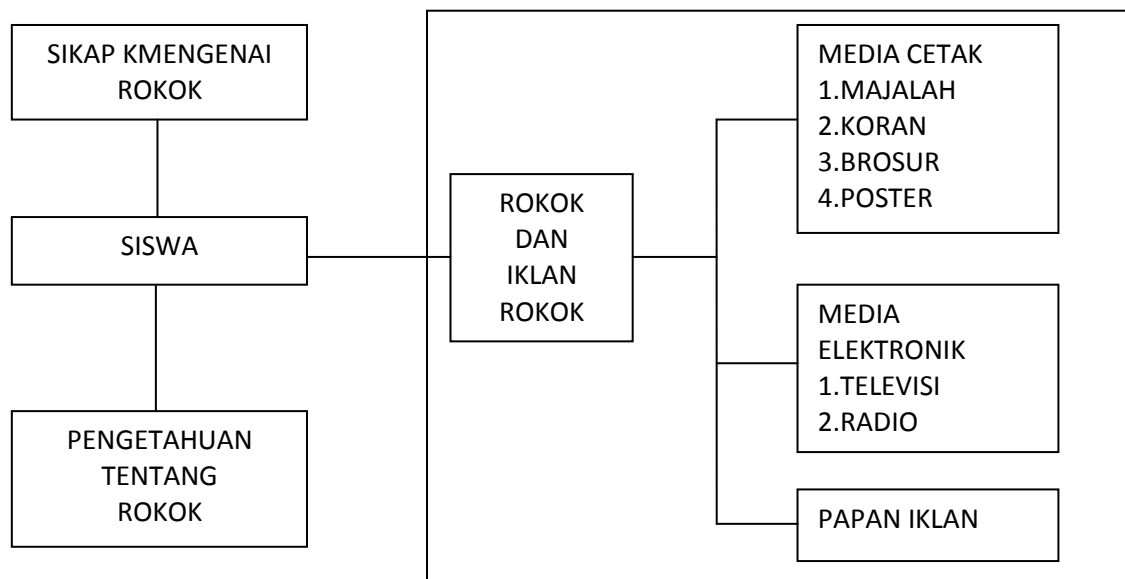 SIKAP KMENGENAI
ROKOK
SISWA
PENGETAHUAN
TENTANG
ROKOK
ROKOK
DAN
IKLAN
ROKOK
MEDIA CETAK
1.MAJALAH
2.KORAN
3.BROSUR
4.POSTER
MEDIA
ELEKTRONIK
1.TELEVISI
2.RADIO
PAPAN IKLAN